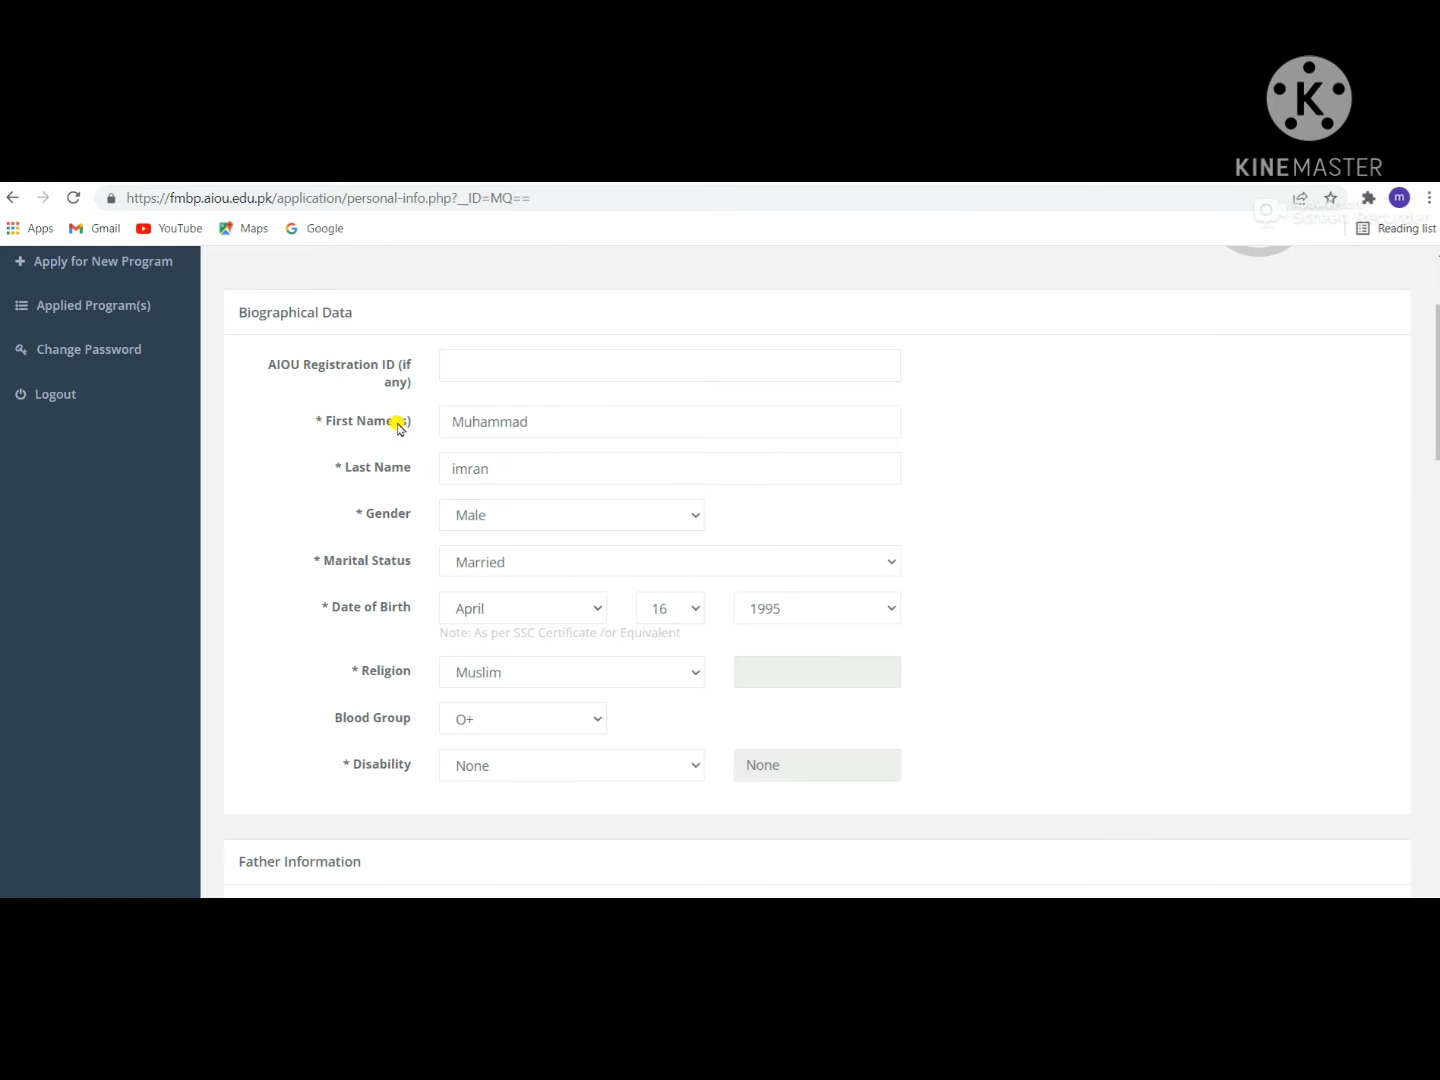 KINEMASTER
https://fmbp.aiou.edu.pk/application/personal-info.php?__ID=MQ==
m
Screen Recorder
Apps Gmail YouTube Maps Google Reading list
Apply for New Program
Applied Program(s)
Change Password
Logout
Biographical Data
AIOU Registration ID (if
any)
* First Name(s) Muhammad
* Last Name imran
* Gender Male
* Marital Status Married
* Date of Birth April 16 1995
Note: As per SSC Certificate /or Equivalent
* Religion Muslim
Blood Group O+
* Disability None None
Father Information